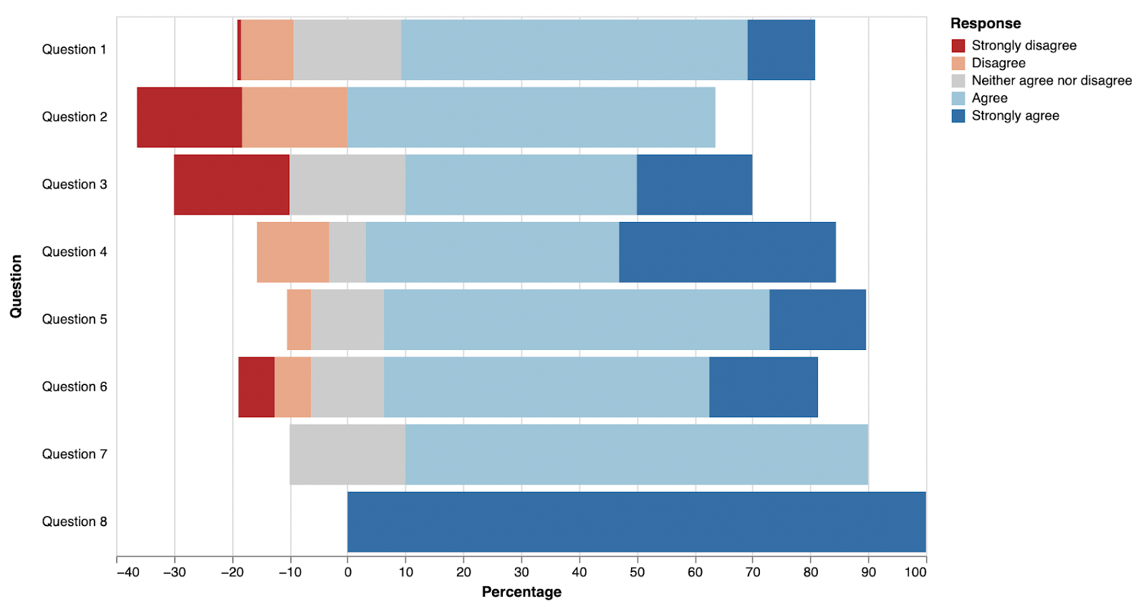 Response
Strongly disagree
Disagree
Neither agree nor disagree
Agree
Strongly agree
Question
Question 1
Question 2
Question 3
Question 4
Question 5
Question 6
Question 7
Question 8
−40 −30 −20 −10 0 10 20 30 40 50 60 70 80 90 100
Percentage